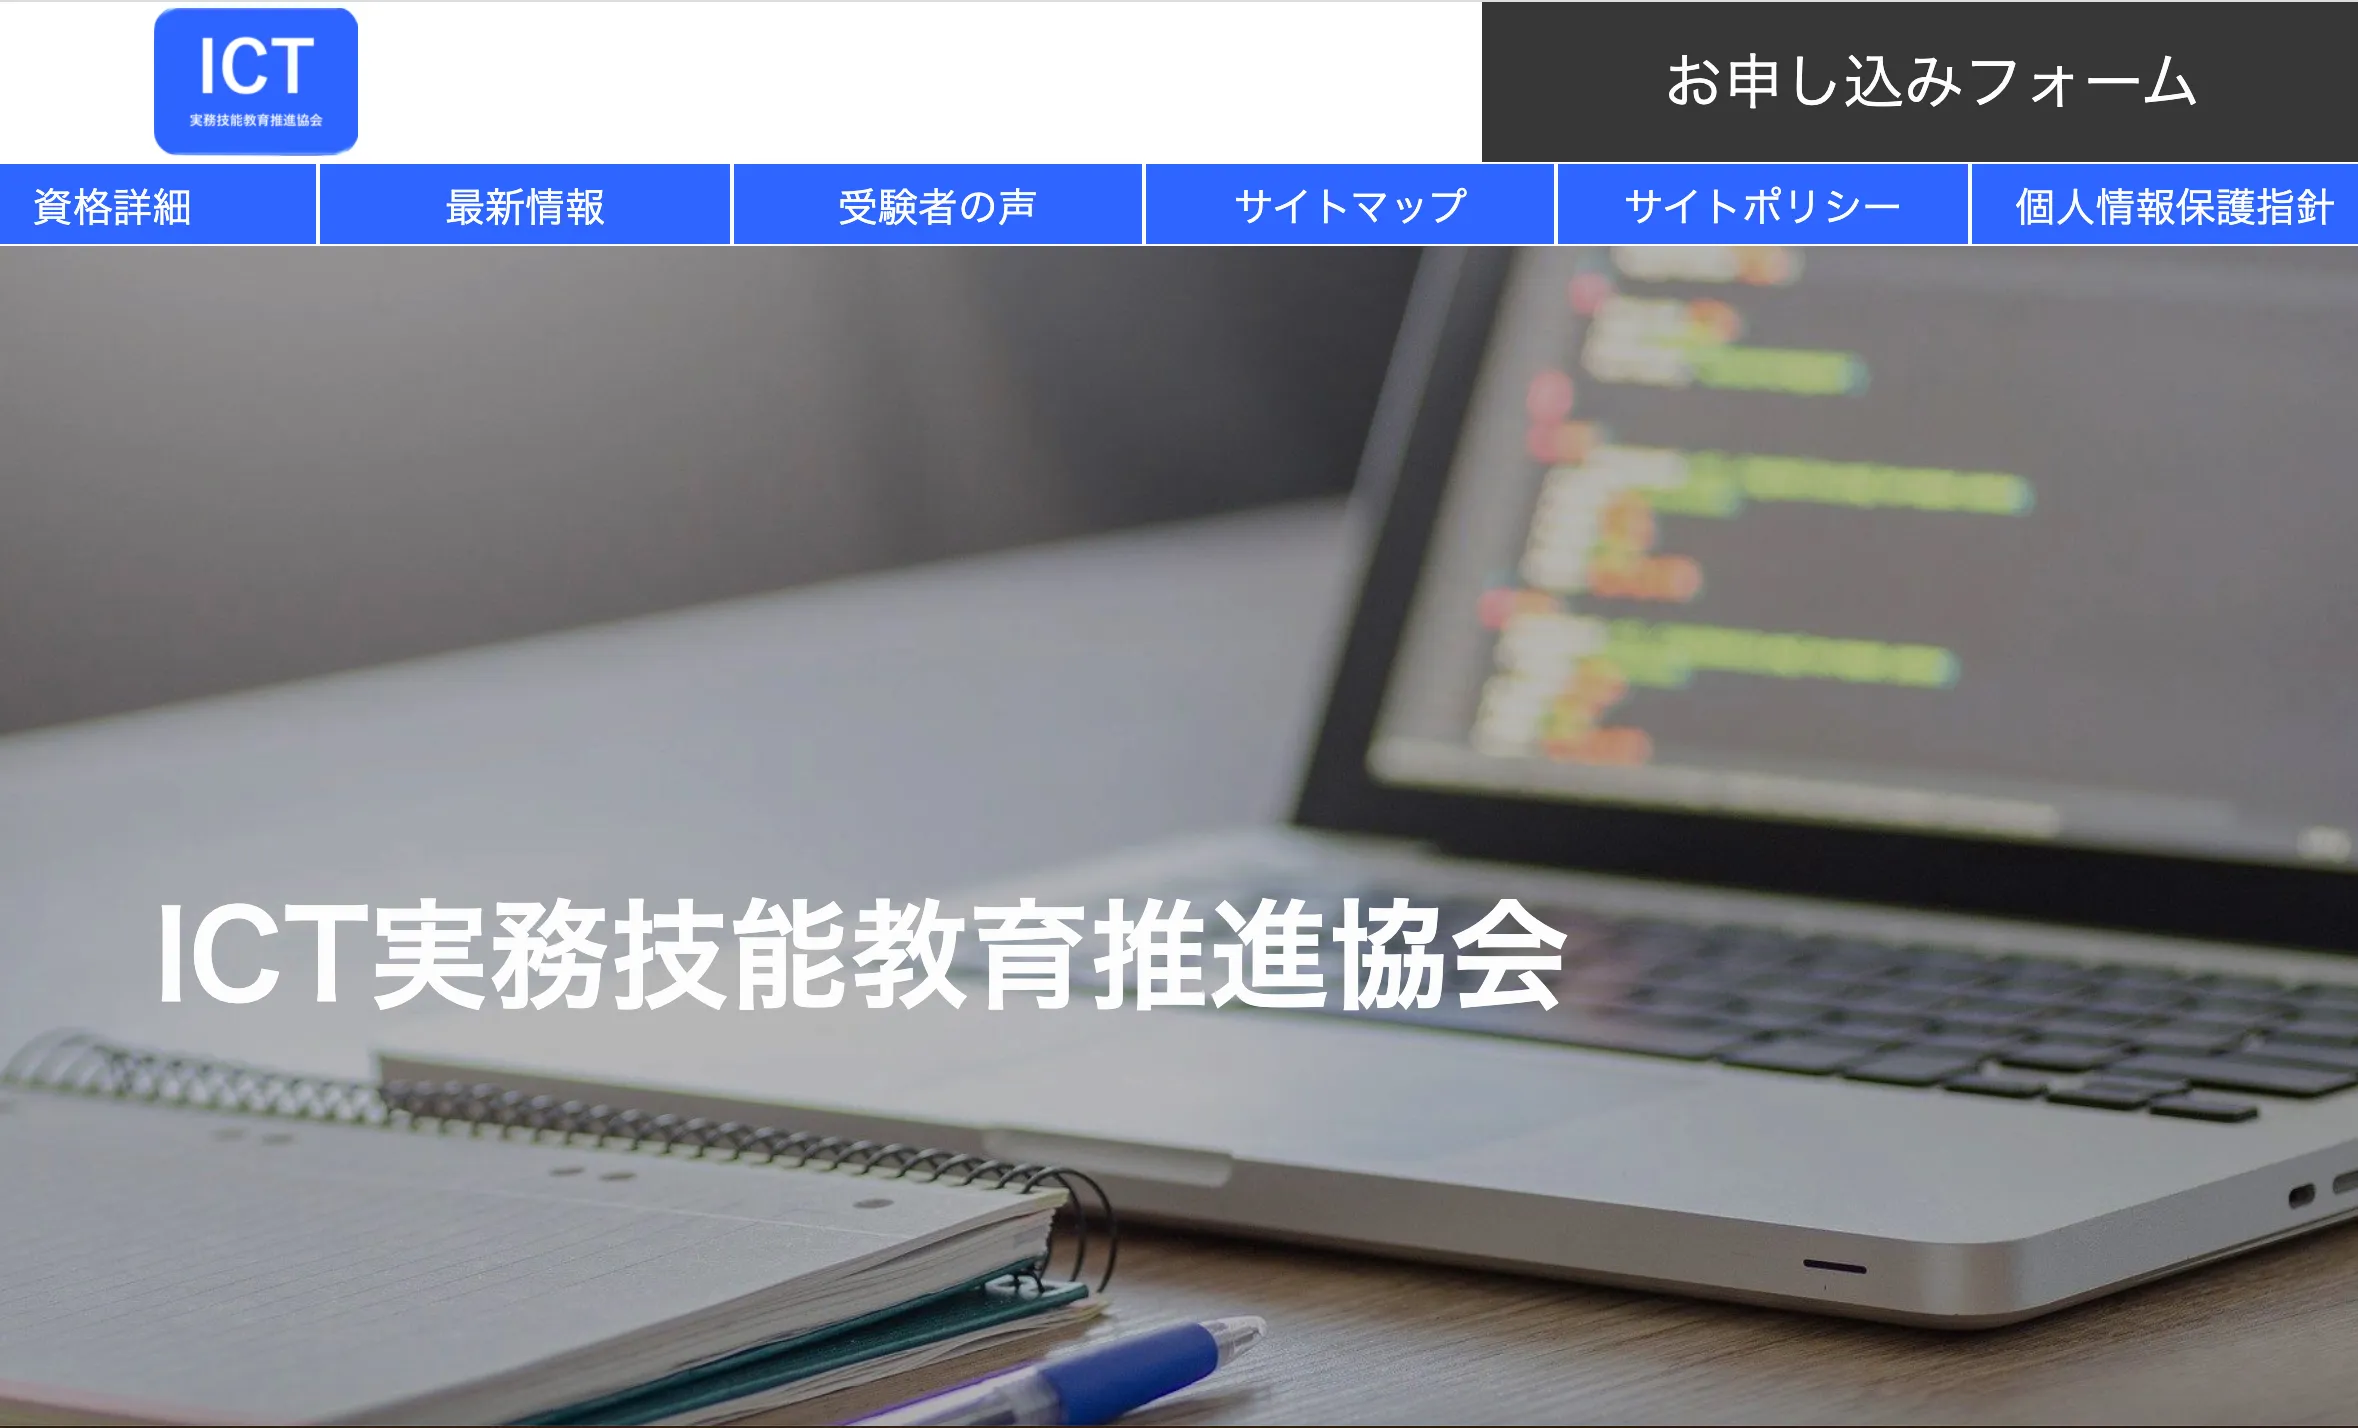 ICT
実務技能教育推進協会
お申し込みフォーム
資格詳細
最新情報
受験者の声
サイトマップ
サイトポリシー
個人情報保護指針
ICT実務技能教育推進協会